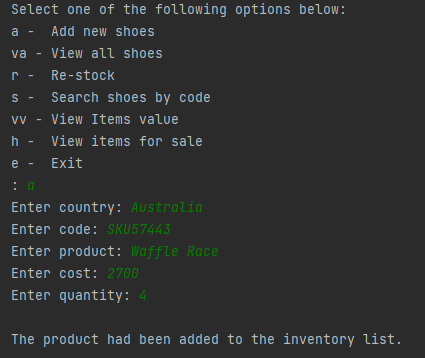 Select one of the following options below:
a -  Add new shoes
va - View all shoes
r -  Re-stock
s -  Search shoes by code
vv - View Items value
h -  View items for sale
e -  Exit
: a
Enter country: Australia
Enter code: SKU57443
Enter product: Waffle Race
Enter cost: 2700
Enter quantity: 4
The product had been added to the inventory list.